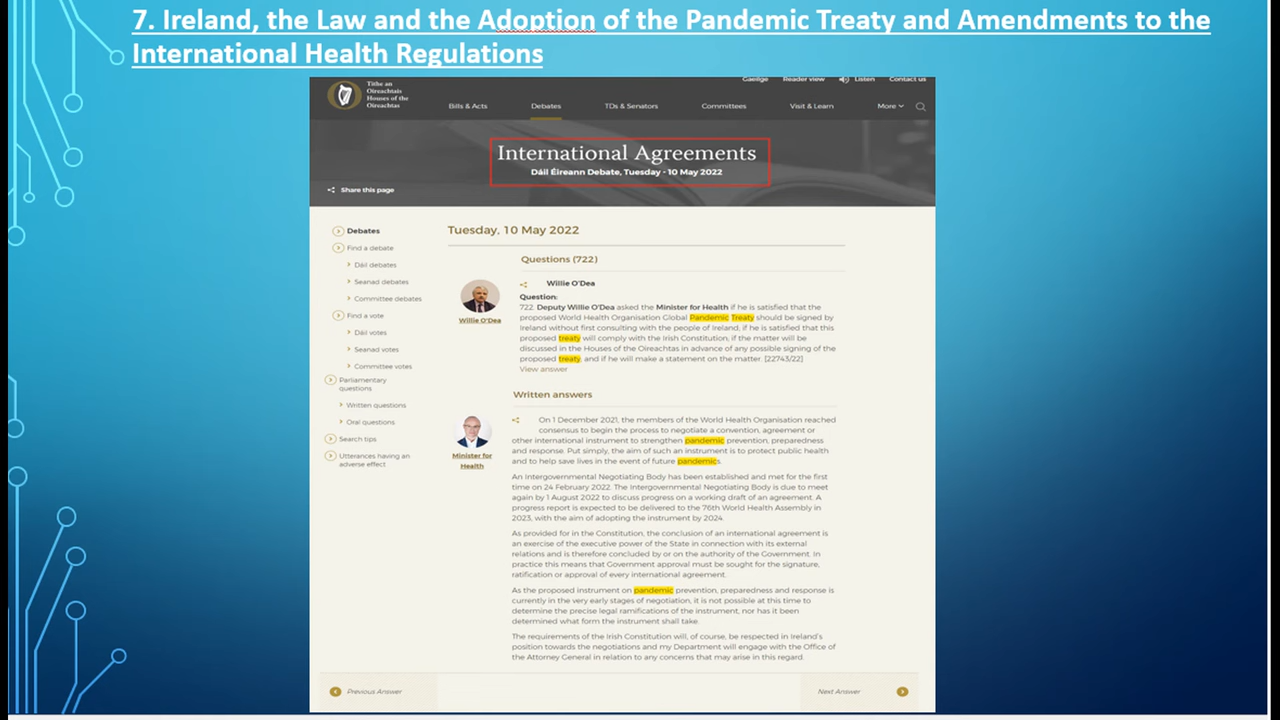 7. Ireland, the Law and the Adoption of the Pandemic Treaty and Amendments to the
International Health Regulations
Tithe an
Oireachtais
Houses of the
Oireachtas
Gaeilge
Reader view
Listen
Contact us
Bills & Acts
Debates
TDs & Senators
Committees
Visit & Learn
More
International Agreements
Dáil Éireann Debate, Tuesday - 10 May 2022
Share this page
Debates
Find a debate
Dáil debates
Seanad debates
Committee debates
Find a vote
Dáil votes
Seanad votes
Committee votes
Parliamentary
questions
Written questions
Oral questions
Search tips
Utterances having an
adverse effect
Tuesday, 10 May 2022
Questions (722)
Willie O'Dea
Willie O'Dea
Question:
722. Deputy Willie O'Dea asked the Minister for Health if he is satisfied that the
proposed World Health Organisation Global Pandemic Treaty should be signed by
Ireland without first consulting with the people of Ireland, if he is satisfied that this
proposed treaty will comply with the Irish Constitution, if the matter will be
discussed in the Houses of the Oireachtas in advance of any possible signing of the
proposed treaty, and if he will make a statement on the matter. [22743/22]
View answer
Written answers
Minister for
Health
On 1 December 2021, the members of the World Health Organisation reached
consensus to begin the process to negotiate a convention, agreement or
other international instrument to strengthen pandemic prevention, preparedness
and response. Put simply, the aim of such an instrument is to protect public health
and to help save lives in the event of future pandemics.
An Intergovernmental Negotiating Body has been established and met for the first
time on 24 February 2022. The Intergovernmental Negotiating Body is due to meet
again by 1 August 2022 to discuss progress on a working draft of an agreement. A
progress report is expected to be delivered to the 76th World Health Assembly in
2023, with the aim of adopting the instrument by 2024.
As provided for in the Constitution, the conclusion of an international agreement is
an exercise of the executive power of the State in connection with its external
relations and is therefore concluded by or on the authority of the Government. In
practice this means that Government approval must be sought for the signature,
ratification or approval of every international agreement.
As the proposed instrument on pandemic prevention, preparedness and response is
currently in the very early stages of negotiation, it is not possible at this time to
determine the precise legal ramifications of the instrument, nor has it been
determined what form the instrument shall take.
The requirements of the Irish Constitution will, of course, be respected in Ireland's
position towards the negotiations and my Department will engage with the Office of
the Attorney General in relation to any concerns that may arise in this regard.
Previous Answer
Next Answer